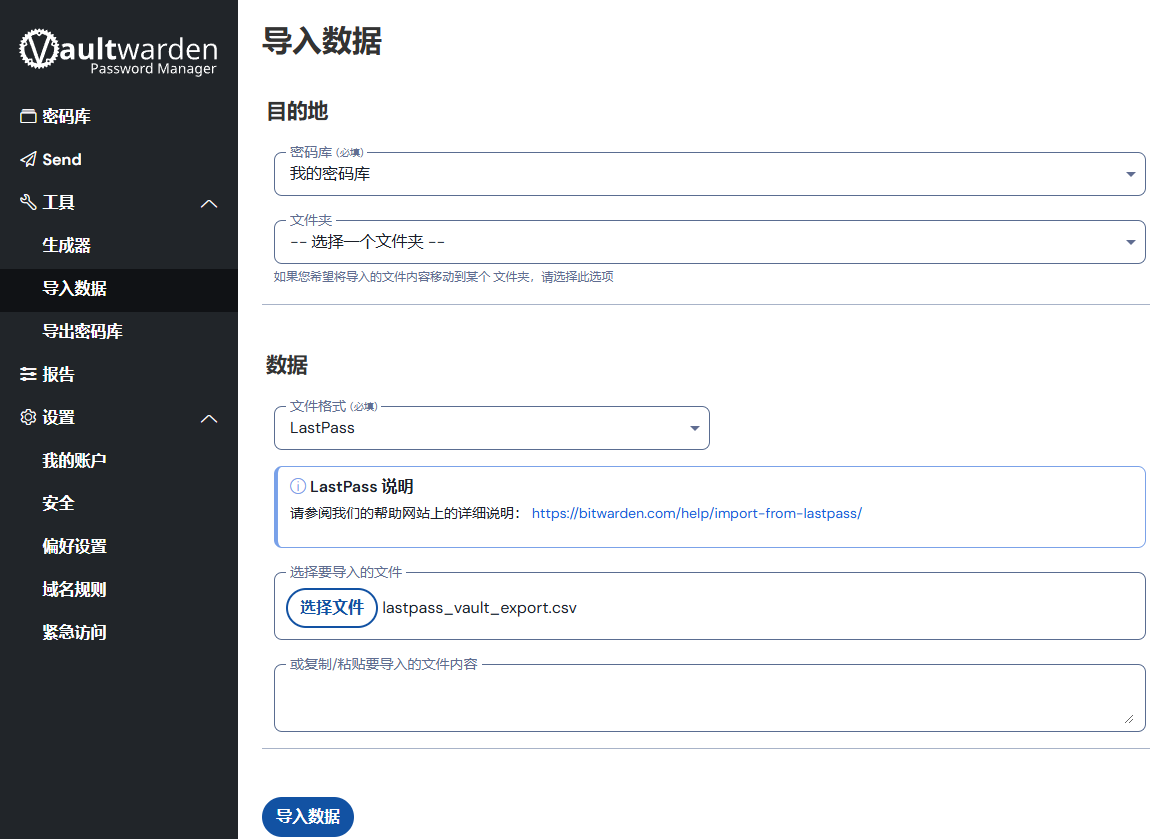 Vaultwarden
Password Manager
密码库
Send
工具
生成器
导入数据
导出密码库
报告
设置
我的账户
安全
偏好设置
域名规则
紧急访问
导入数据
目的地
密码库 (必填)
我的密码库
文件夹
-- 选择一个文件夹 --
如果您希望将导入的文件内容移动到某个 文件夹，请选择此选项
数据
文件格式 (必填)
LastPass
LastPass 说明
请参阅我们的帮助网站上的详细说明： https://bitwarden.com/help/import-from-lastpass/
选择要导入的文件
选择文件 lastpass_vault_export.csv
或复制/粘贴要导入的文件内容
导入数据